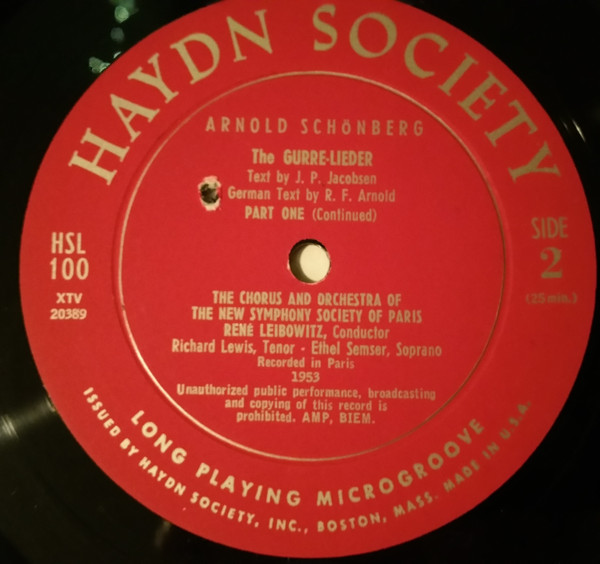 HAYDN SOCIETY
ARNOLD SCHÖNBERG
The GURRE-LIEDER
Text by J. P. Jacobsen
German Text by R. F. Arnold
PART ONE (Continued)
HSL
100
XTV
20389
SIDE
2
(25 min.)
THE CHORUS AND ORCHESTRA OF
THE NEW SYMPHONY SOCIETY OF PARIS
RENÉ LEIBOWITZ, Conductor
Richard Lewis, Tenor - Ethel Semser, Soprano
Recorded in Paris
1953
Unauthorized public performance, broadcasting
and copying of this record is
prohibited. AMP, BIEM.
LONG PLAYING MICROGROOVE
ISSUED BY HAYDN SOCIETY, INC., BOSTON, MASS. MADE IN U.S.A.